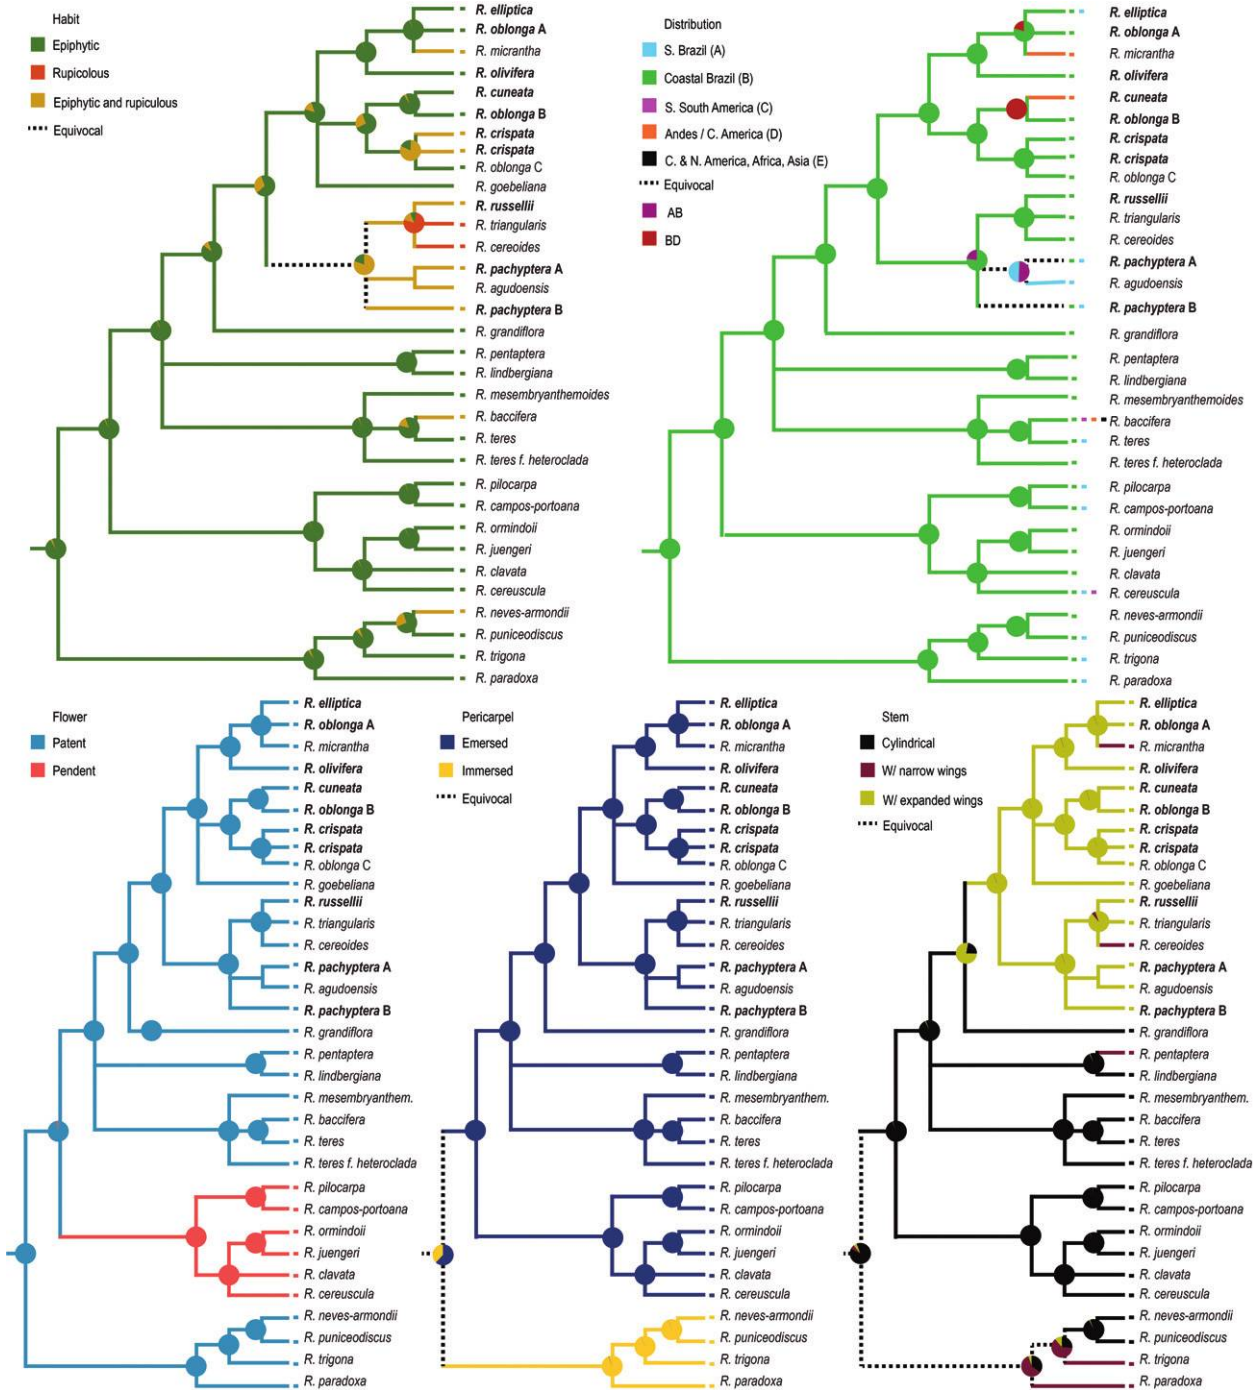 Habit
Epiphytic
Rupicolous
Epiphytic and rupiculous
Equivocal
R. elliptica
R. oblonga A
R. micrantha
R. olivifera
R. cuneata
R. oblonga B
R. crispata
R. crispata
R. oblonga C
R. goebeliana
R. russellii
R. triangularis
R. cereoides
R. pachyptera A
R. agudoensis
R. pachyptera B
R. grandiflora
R. pentaptera
R. lindbergiana
R. mesembryanthemoides
R. baccifera
R. teres
R. teres f. heteroclada
R. pilocarpa
R. campos-portoana
R. ormindoii
R. juengeri
R. clavata
R. cereuscula
R. neves-armondii
R. puniceodiscus
R. trigona
R. paradoxa
Distribution
S. Brazil (A)
Coastal Brazil (B)
S. South America (C)
Andes / C. America (D)
C. & N. America, Africa, Asia (E)
Equivocal
AB
BD
R. elliptica
R. oblonga A
R. micrantha
R. olivifera
R. cuneata
R. oblonga B
R. crispata
R. crispata
R. oblonga C
R. russellii
R. triangularis
R. cereoides
R. pachyptera A
R. agudoensis
R. pachyptera B
R. grandiflora
R. pentaptera
R. lindbergiana
R. mesembryanthemoides
R. baccifera
R. teres
R. teres f. heteroclada
R. pilocarpa
R. campos-portoana
R. ormindoii
R. juengeri
R. clavata
R. cereuscula
R. neves-armondii
R. puniceodiscus
R. trigona
R. paradoxa
Flower
Patent
Pendent
R. elliptica
R. oblonga A
R. micrantha
R. olivifera
R. cuneata
R. oblonga B
R. crispata
R. crispata
R. oblonga C
R. goebeliana
R. russellii
R. triangularis
R. cereoides
R. pachyptera A
R. agudoensis
R. pachyptera B
R. grandiflora
R. pentaptera
R. lindbergiana
R. mesembryanthem.
R. baccifera
R. teres
R. teres f. heteroclada
R. pilocarpa
R. campos-portoana
R. ormindoii
R. juengeri
R. clavata
R. cereuscula
R. neves-armondii
R. puniceodiscus
R. trigona
R. paradoxa
Pericarpel
Emersed
Immersed
Equivocal
R. elliptica
R. oblonga A
R. micrantha
R. olivifera
R. cuneata
R. oblonga B
R. crispata
R. crispata
R. oblonga C
R. goebeliana
R. russellii
R. triangularis
R. cereoides
R. pachyptera A
R. agudoensis
R. pachyptera B
R. grandiflora
R. pentaptera
R. lindbergiana
R. mesembryanthem.
R. baccifera
R. teres
R. teres f. heteroclada
R. pilocarpa
R. campos-portoana
R. ormindoii
R. juengeri
R. clavata
R. cereuscula
R. neves-armondii
R. puniceodiscus
R. trigona
R. paradoxa
Stem
Cylindrical
W/ narrow wings
W/ expanded wings
Equivocal
R. elliptica
R. oblonga A
R. micrantha
R. olivifera
R. cuneata
R. oblonga B
R. crispata
R. crispata
R. oblonga C
R. goebeliana
R. russellii
R. triangularis
R. cereoides
R. pachyptera A
R. agudoensis
R. pachyptera B
R. grandiflora
R. pentaptera
R. lindbergiana
R. mesembryanthem.
R. baccifera
R. teres
R. teres f. heteroclada
R. pilocarpa
R. campos-portoana
R. ormindoii
R. juengeri
R. clavata
R. cereuscula
R. neves-armondii
R. puniceodiscus
R. trigona
R. paradoxa